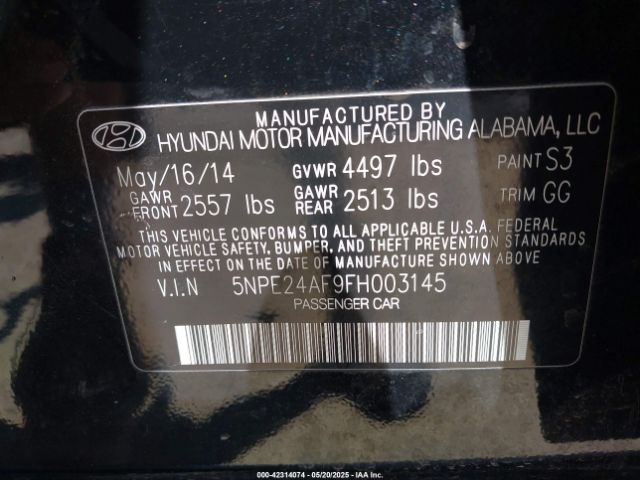 MANUFACTURED BY
HYUNDAI MOTOR MANUFACTURING ALABAMA, LLC
May/16/14 GVWR 4497 lbs PAINT S3
GAWR FRONT 2557 lbs GAWR REAR 2513 lbs TRIM GG
THIS VEHICLE CONFORMS TO ALL APPLICABLE U.S.A. FEDERAL
MOTOR VEHICLE SAFETY, BUMPER, AND THEFT PREVENTION STANDARDS
IN EFFECT ON THE DATE OF MANUFACTURE SHOWN ABOVE.
V.I.N 5NPE24AF9FH003145
PASSENGER CAR
000-42314074 - 05/20/2025 - IAA Inc.